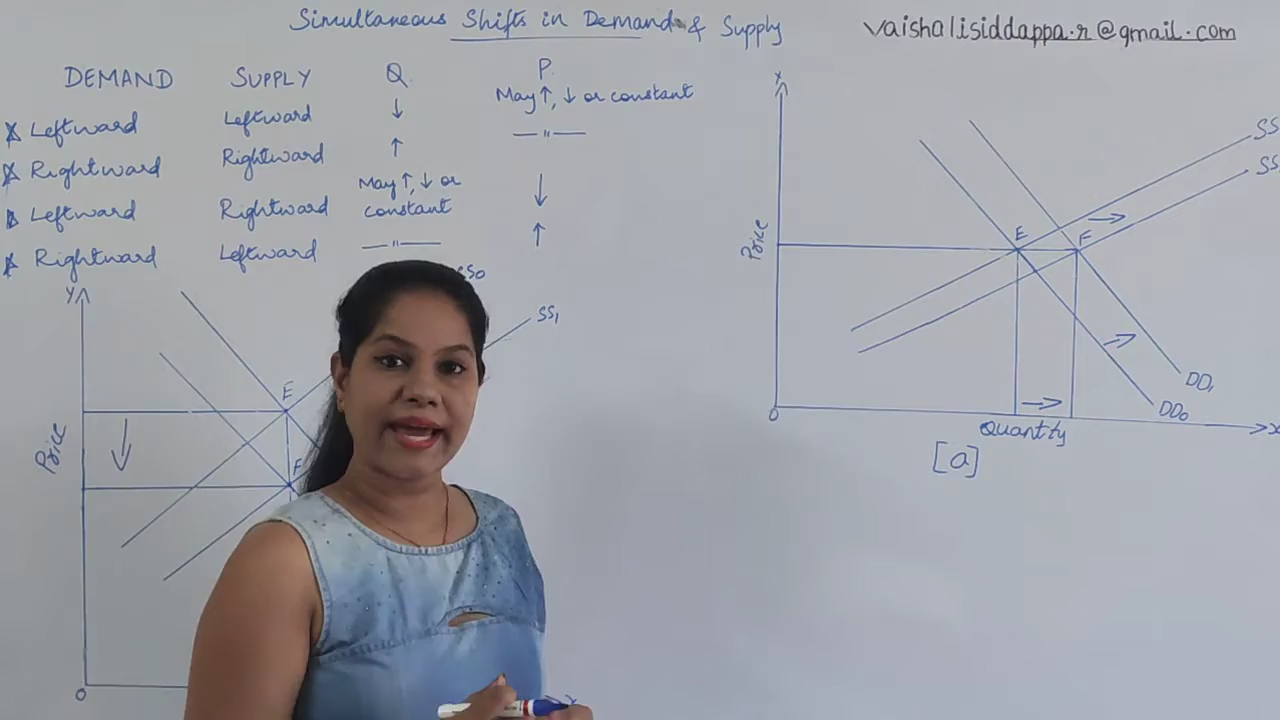 Simultaneous Shifts in Demand & Supply
vaishalisiddappa.r@gmail.com
DEMAND SUPPLY Q P
Leftward Leftward ↓ May ↑, ↓ or constant
Rightward Rightward ↑ —〃—
Leftward Rightward May ↑, ↓ or constant ↓
Rightward Leftward —〃— ↑
Y
Price
E
F
SS0
SS1
O
X
Y
Price
E
F
SS
SS
DD1
DD0
O
Quantity
X
[a]